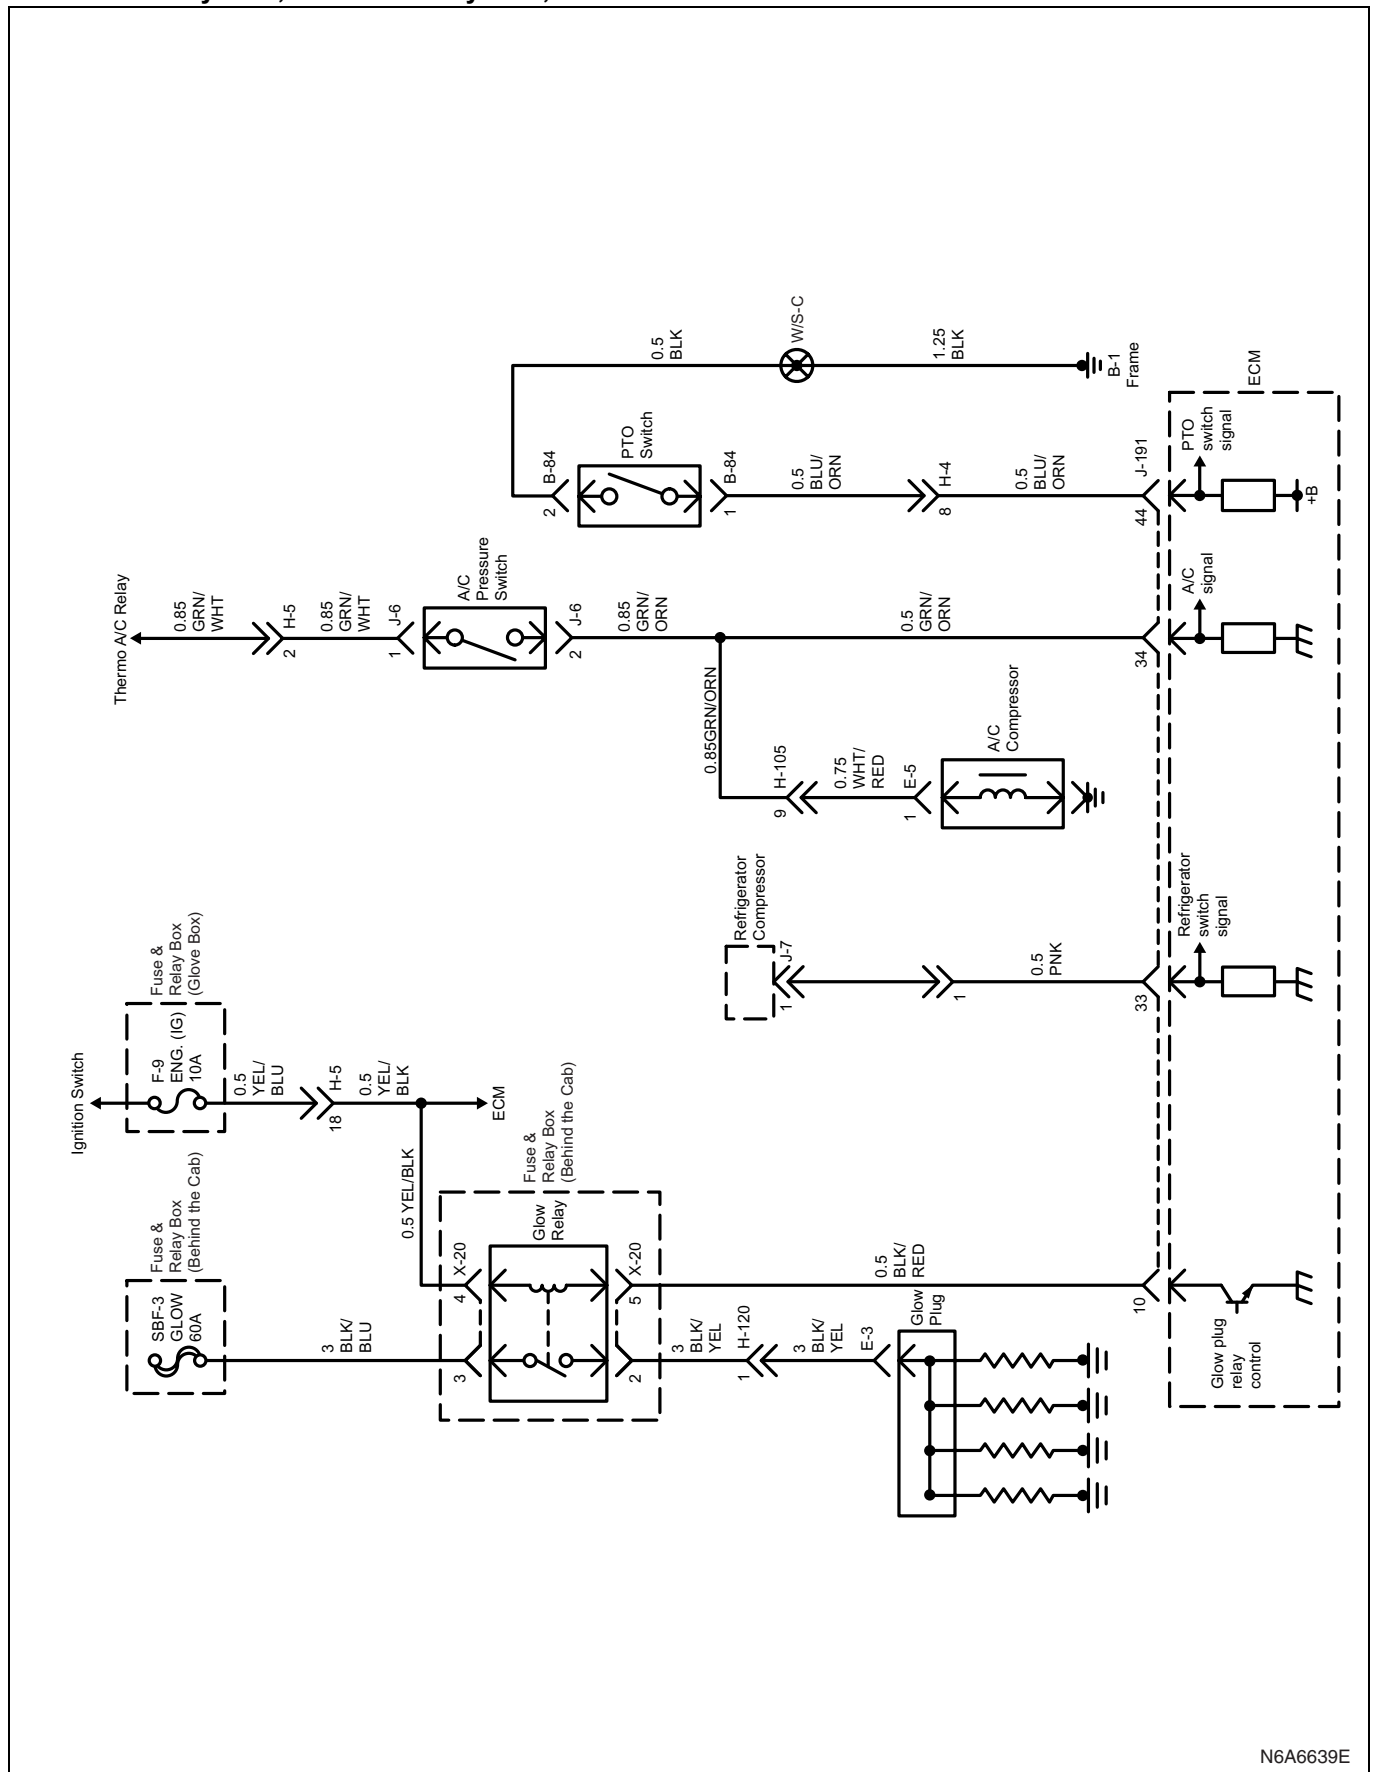 Ignition Switch
Thermo A/C Relay
Fuse &
Relay Box
(Behind the Cab)
SBF-3
GLOW
60A
Fuse &
Relay Box
(Glove Box)
F-9
ENG. (IG)
10A
0.5
YEL/
BLU
18
H-5
0.5
YEL/
BLK
ECM
0.5 YEL/BLK
3
BLK/
BLU
Fuse &
Relay Box
(Behind the Cab)
Glow
Relay
4
X-20
3
5
X-20
2
3
BLK/
YEL
1
H-120
3
BLK/
YEL
E-3
Glow
Plug
0.5
BLK/
RED
10
Glow plug
relay
control
Refrigerator
Compressor
1
J-7
1
0.5
PNK
33
Refrigerator
switch
signal
0.85
GRN/
WHT
2
H-5
0.85
GRN/
WHT
1
J-6
A/C
Pressure
Switch
2
J-6
0.85
GRN/
ORN
0.85GRN/ORN
9
H-105
0.75
WHT/
RED
1
E-5
A/C
Compressor
0.5
GRN/
ORN
34
A/C
signal
0.5
BLK
W/S-C
1.25
BLK
B-1
Frame
2
B-84
PTO
Switch
1
B-84
0.5
BLU/
ORN
8
H-4
0.5
BLU/
ORN
44
J-191
PTO
switch
signal
+B
ECM
N6A6639E